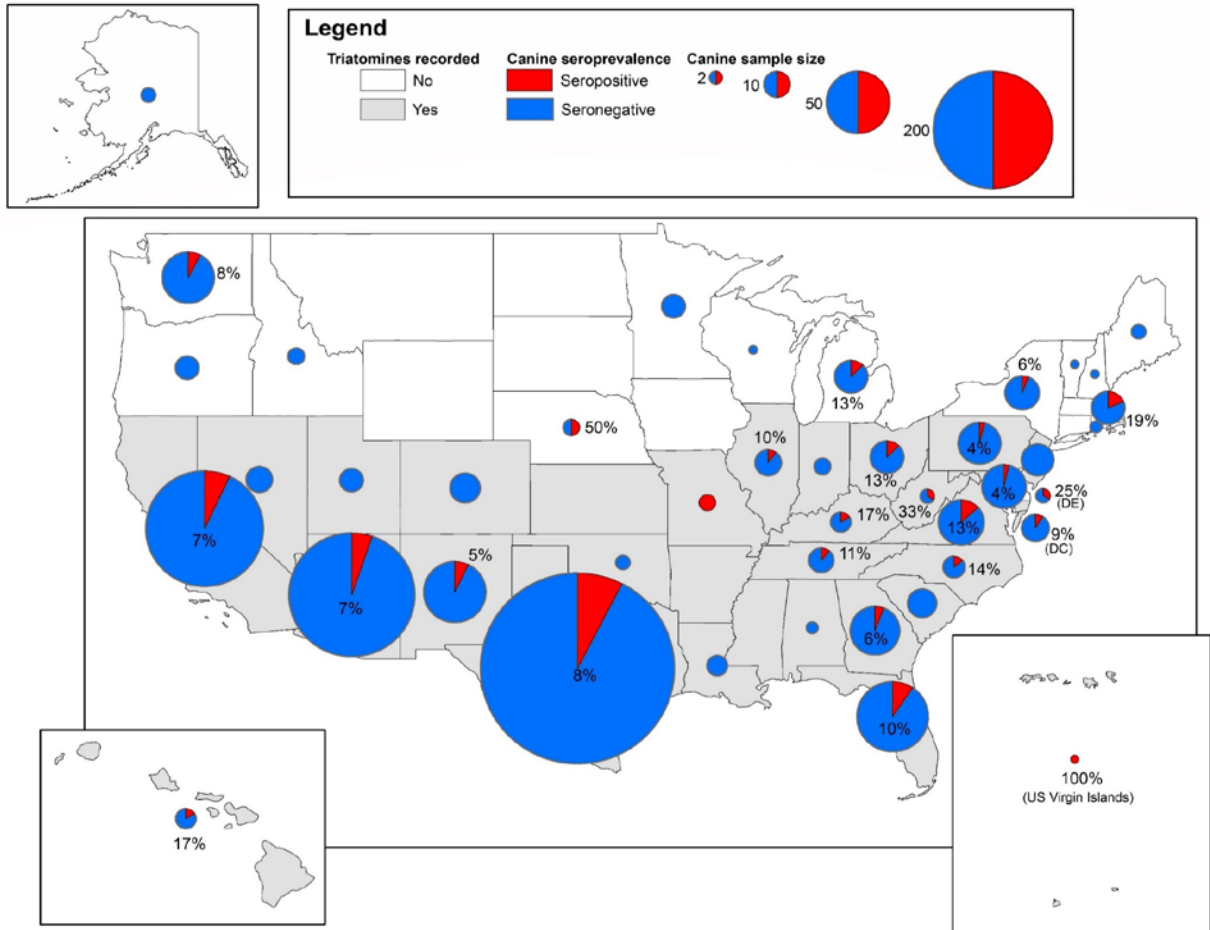 Legend
Triatomines recorded
No
Yes
Canine seroprevalence
Seropositive
Seronegative
Canine sample size
2
10
50
200
8%
50%
13%
6%
19%
10%
13%
4%
4%
25%
(DE)
33%
17%
13%
9%
(DC)
11%
14%
7%
7%
5%
8%
6%
10%
17%
100%
(US Virgin Islands)